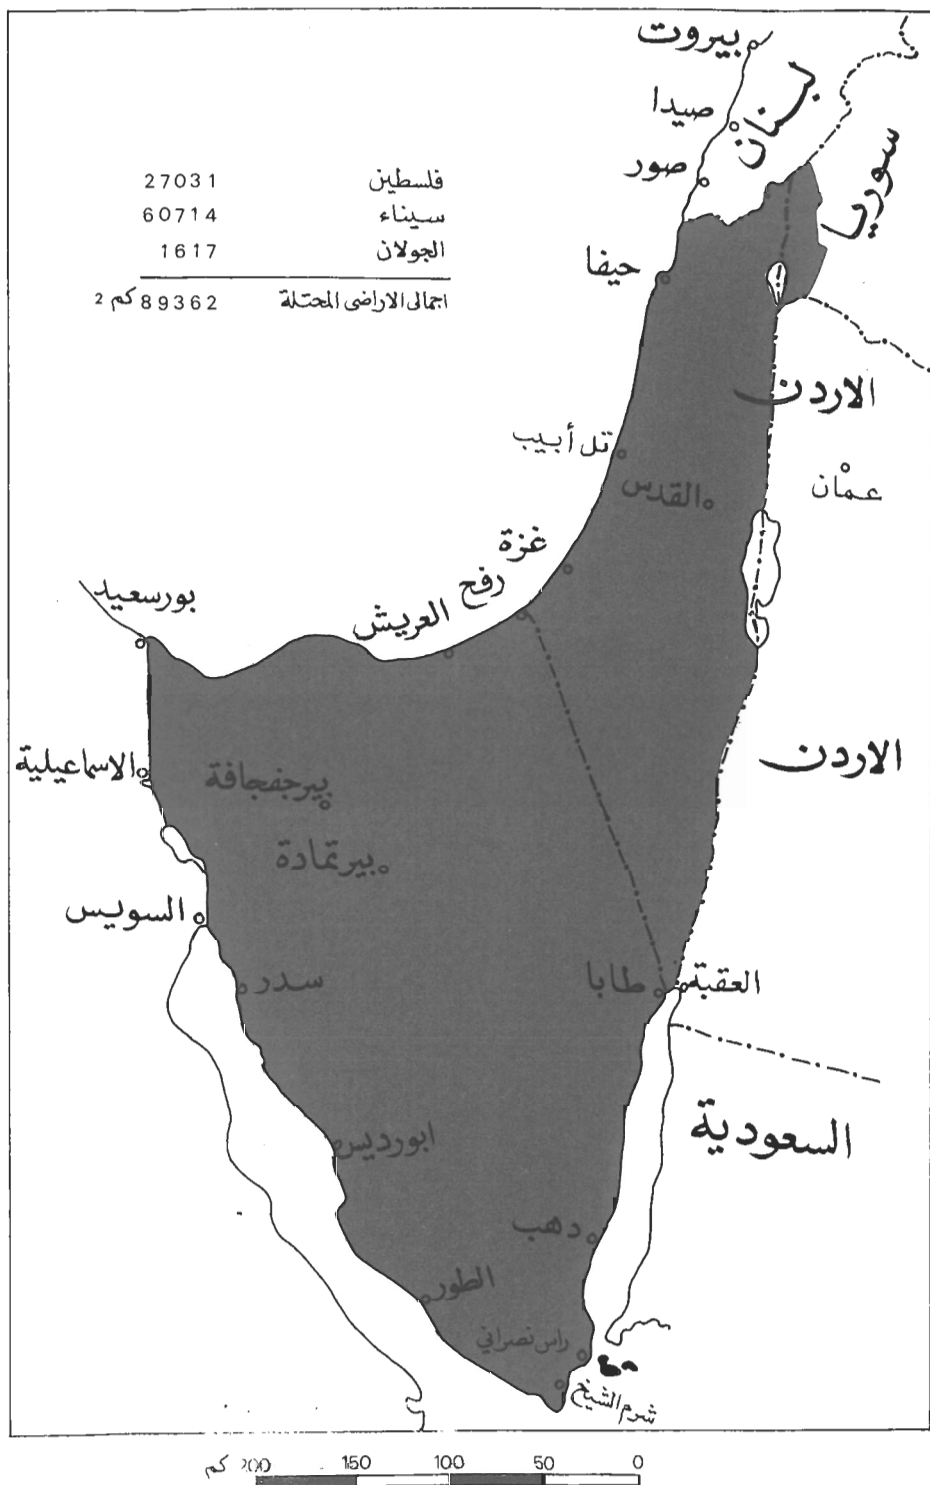 بيروت
لبنان
صيدا
سوريا
صور
فلسطين 27031
سيناء 60714
الجولان 1617
اجمالى الاراضى المحتلة 89362 كم 2
حيفا
الاردن
تل أبيب
عمان
القدس
غزة
رفح
العريش
بورسعيد
الاردن
الاسماعيلية
بيرجفجافة
بيرتمادة
السويس
سدر
طابا
العقبة
السعودية
ابورديس
دهب
الطور
راس نصراني
شرم الشيخ
0 50 100 150 200 كم